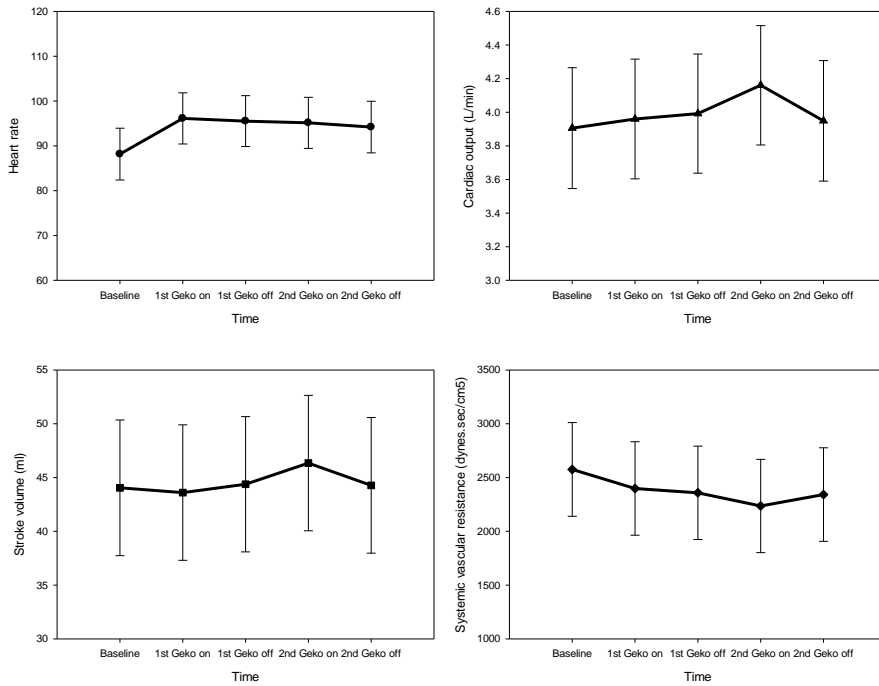 120
110
100
90
80
70
60
Heart rate
Baseline 1st Geko on 1st Geko off 2nd Geko on 2nd Geko off
Time
4.6
4.4
4.2
4.0
3.8
3.6
3.4
3.2
3.0
Cardiac output (L/min)
Baseline 1st Geko on 1st Geko off 2nd Geko on 2nd Geko off
Time
55
50
45
40
35
30
Stroke volume (ml)
Baseline 1st Geko on 1st Geko off 2nd Geko on 2nd Geko off
Time
3500
3000
2500
2000
1500
1000
Systemic vascular resistance (dynes.sec/cm5)
Baseline 1st Geko on 1st Geko off 2nd Geko on 2nd Geko off
Time